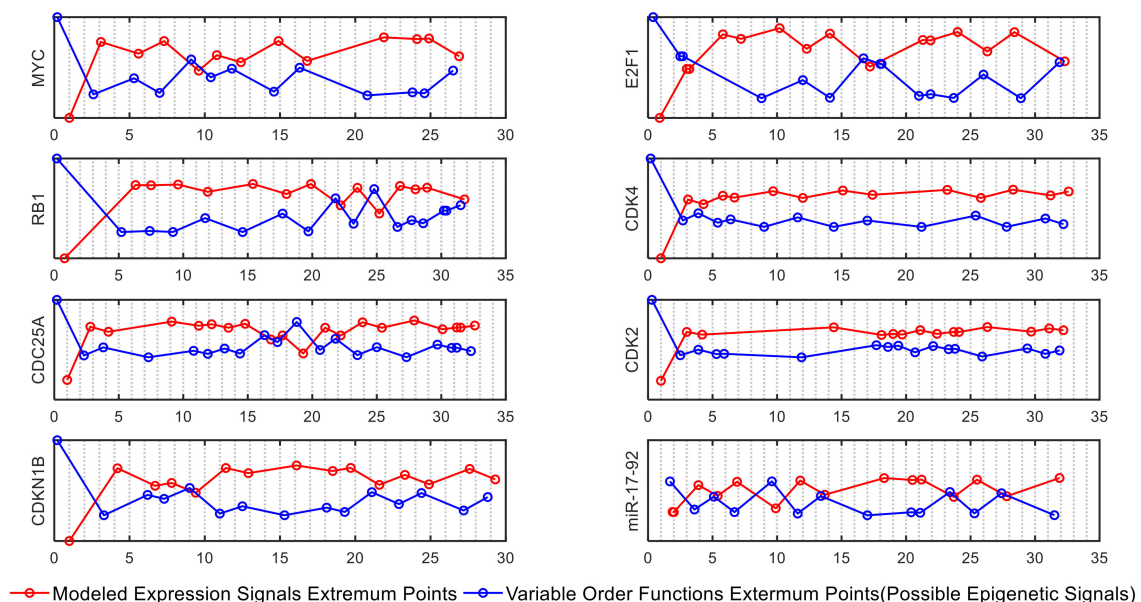 MYC
0 5 10 15 20 25 30
E2F1
0 5 10 15 20 25 30 35
RB1
0 5 10 15 20 25 30 35
CDK4
0 5 10 15 20 25 30 35
CDC25A
0 5 10 15 20 25 30 35
CDK2
0 5 10 15 20 25 30 35
CDKN1B
0 5 10 15 20 25 30
miR-17-92
0 5 10 15 20 25 30 35
Modeled Expression Signals Extremum Points Variable Order Functions Extermum Points(Possible Epigenetic Signals)